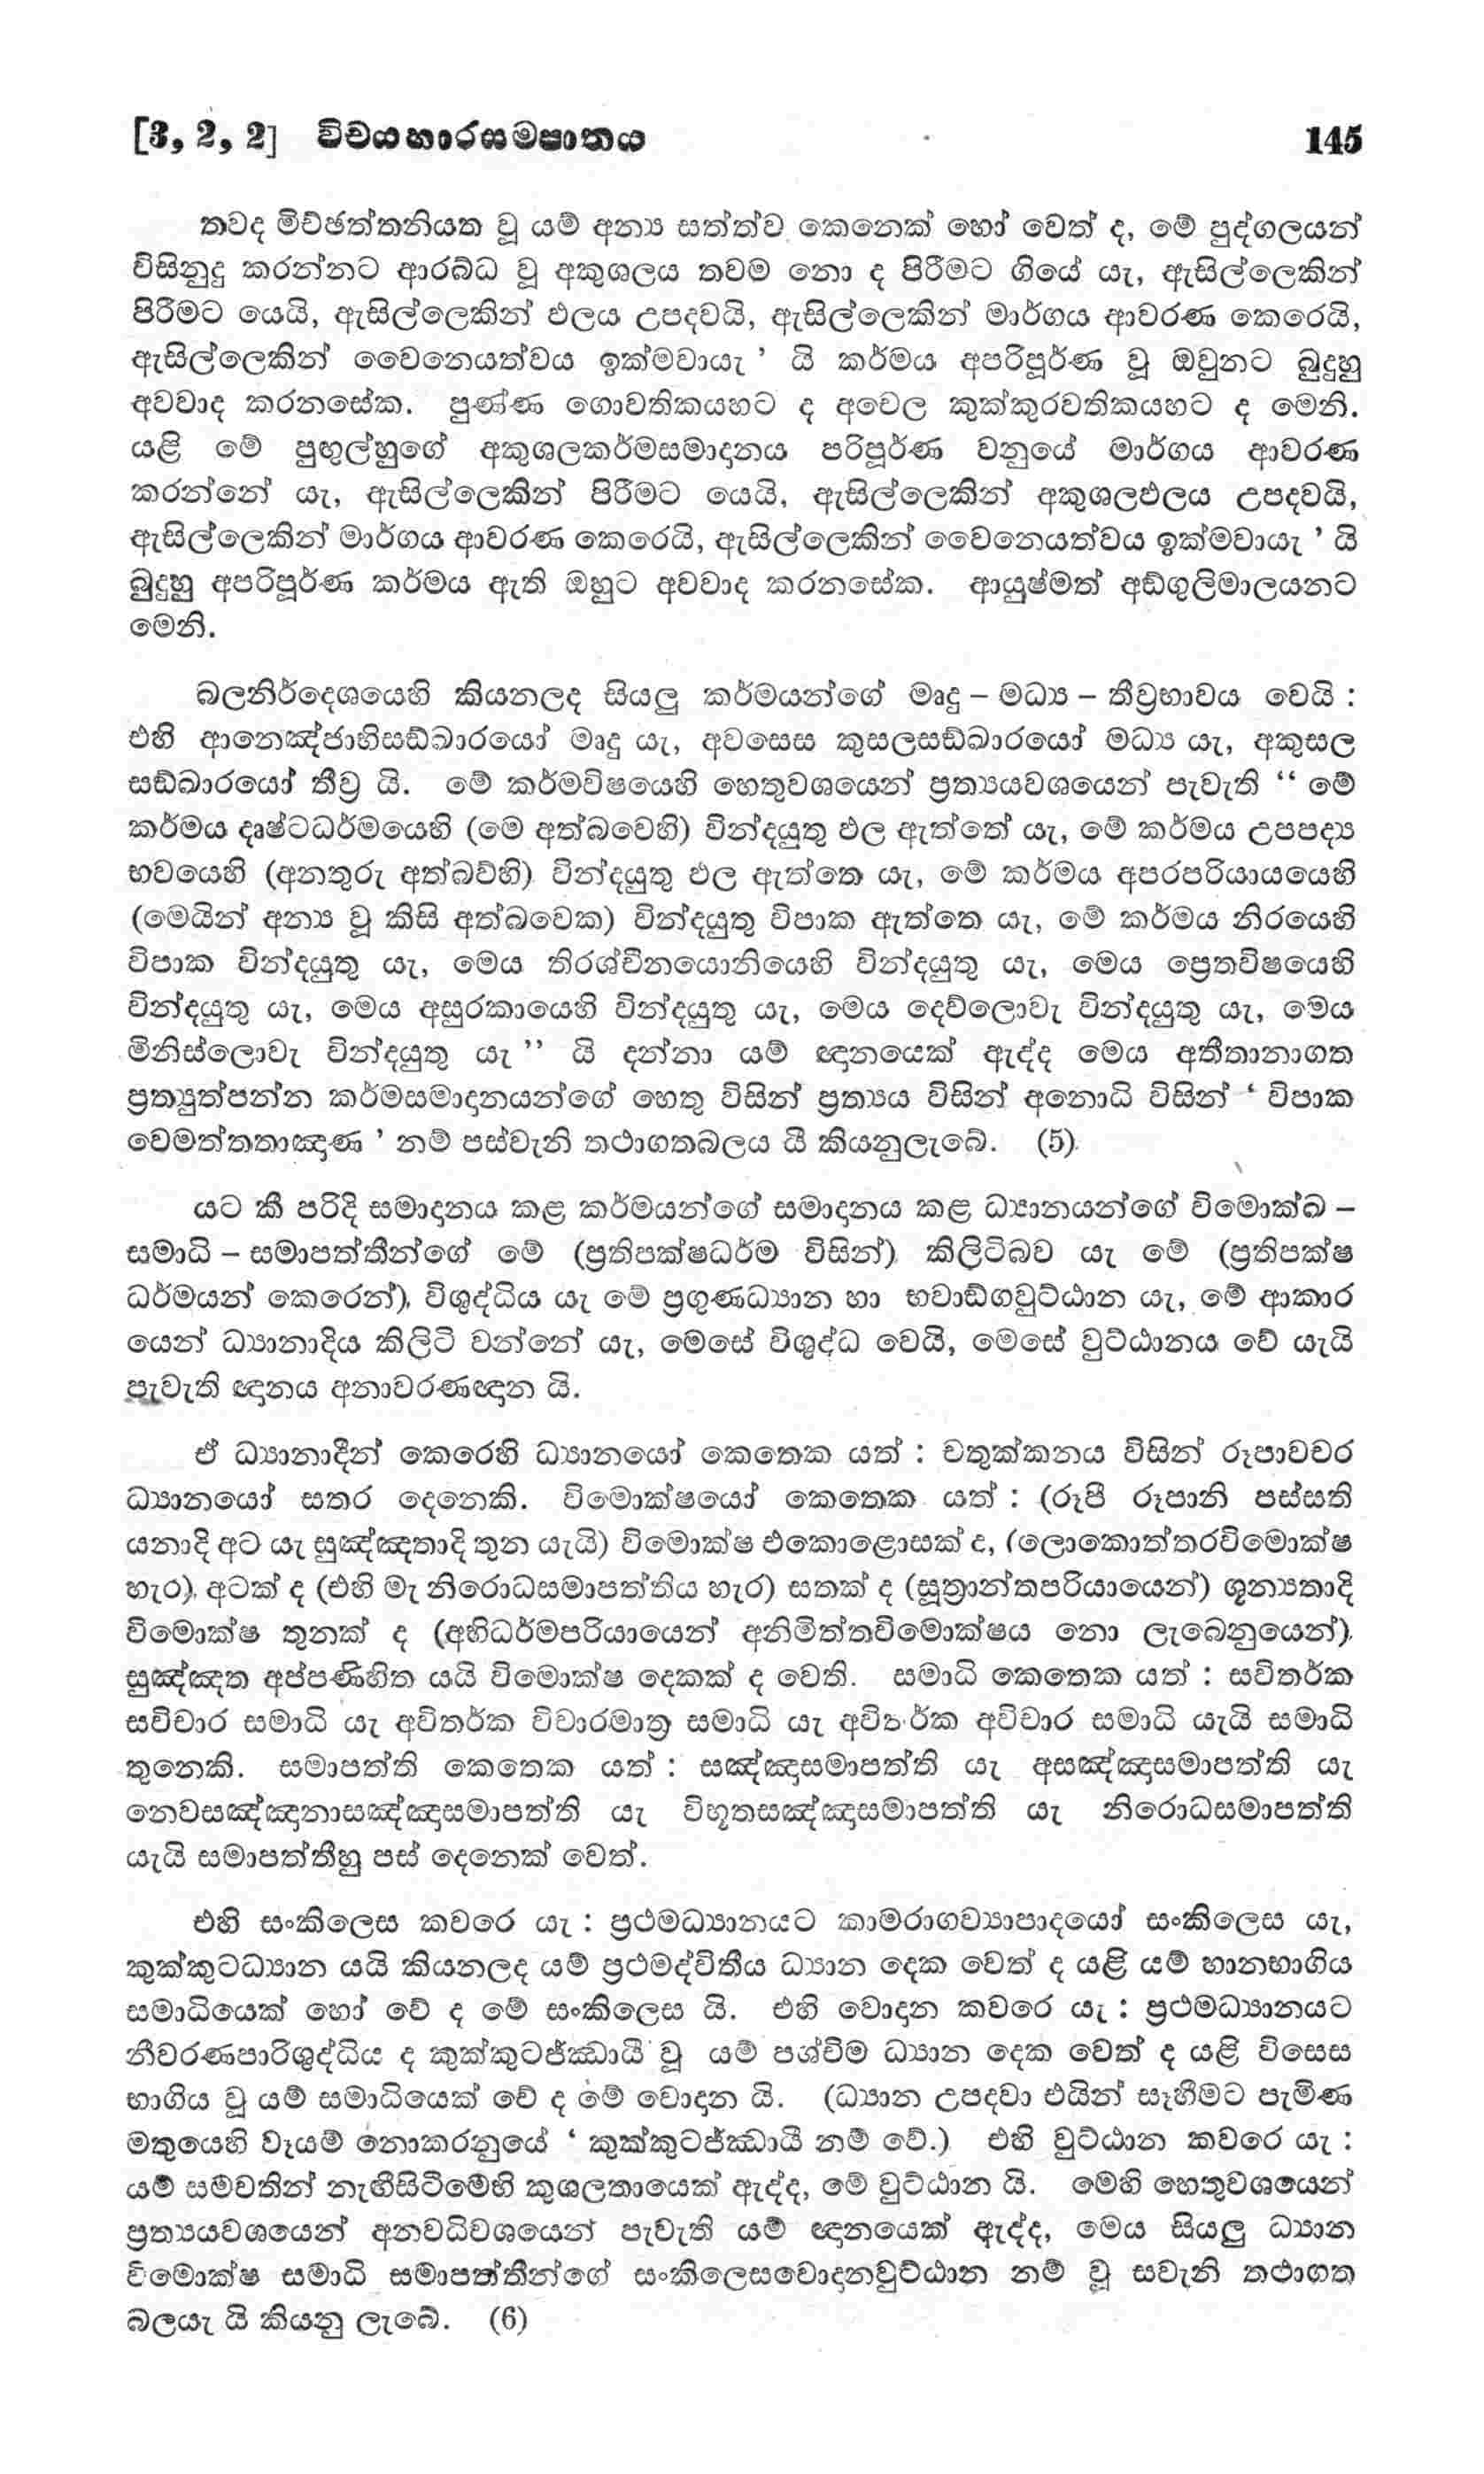 [3, 2, 2] විචයහාරසම්පාතය 145
තවද මිච්ඡත්තනියත වූ යම් අන්‍ය සත්ත්ව කෙනෙක් හෝ වෙත් ද, මේ පුද්ගලයන්
විසිනුදු කරන්නට ආරබ්ධ වූ අකුශලය තවම නො ද පිරීමට ගියේ යැ, ඇසිල්ලෙකින්
පිරීමට යෙයි, ඇසිල්ලෙකින් ඵලය උපදවයි, ඇසිල්ලෙකින් මාර්ගය ආවරණ කෙරෙයි,
ඇසිල්ලෙකින් වෛනෙයත්වය ඉක්මවායැ ’ යි කර්මය අපරිපූර්ණ වූ ඔවුනට බුදුහු
අවවාද කරනසේක. පුණ්ණ ගොවතිකයහට ද අචෙල කුක්කුරවතිකයහට ද මෙනි.
යළි මේ පුඟුල්හුගේ අකුශලකර්මසමාදානය පරිපූර්ණ වනුයේ මාර්ගය ආවරණ
කරන්නේ යැ, ඇසිල්ලෙකින් පිරීමට යෙයි, ඇසිල්ලෙකින් අකුශලඵලය උපදවයි,
ඇසිල්ලෙකින් මාර්ගය ආවරණ කෙරෙයි, ඇසිල්ලෙකින් වෛනෙයත්වය ඉක්මවායැ ’ යි
බුදුහු අපරිපූර්ණ කර්මය ඇති ඔහුට අවවාද කරනසේක. ආයුෂ්මත් අඞ්ගුලිමාලයනට
මෙනි.
බලනිර්දෙශයෙහි කියනලද සියලු කර්මයන්ගේ මෘදු – මධ්‍ය – තීව්‍රභාවය වෙයි :
එහි ආනෙඤ්ජාභිසඞ්ඛාරයෝ මෘදු යැ, අවසෙස කුසලසඞ්ඛාරයෝ මධ්‍ය යැ, අකුසල
සඞ්ඛාරයෝ තීව්‍ර යි. මේ කර්මවිෂයෙහි හෙතුවශයෙන් ප්‍රත්‍යයවශයෙන් පැවැති “ මේ
කර්මය දෘෂ්ටධර්මයෙහි (මෙ අත්බවෙහි) වින්දයුතු ඵල ඇත්තේ යැ, මේ කර්මය උපපද්‍ය
භවයෙහි (අනතුරු අත්බව්හි) වින්දයුතු ඵල ඇත්තෙ යැ, මේ කර්මය අපරපරියායයෙහි
(මෙයින් අන්‍ය වූ කිසි අත්බවෙක) වින්දයුතු විපාක ඇත්තෙ යැ, මේ කර්මය නිරයෙහි
විපාක වින්දයුතු යැ, මෙය තිරශ්චීනයොනියෙහි වින්දයුතු යැ, මෙය ප්‍රෙතවිෂයෙහි
වින්දයුතු යැ, මෙය අසුරකායෙහි වින්දයුතු යැ, මෙය දෙව්ලොවැ වින්දයුතු යැ, මෙය
මිනිස්ලොවැ වින්දයුතු යැ ” යි දන්නා යම් ඥානයෙක් ඇද්ද මෙය අතීතානාගත
ප්‍රත්‍යුත්පන්න කර්මසමාදානයන්ගේ හෙතු විසින් ප්‍රත්‍යය විසින් අනොධි විසින් ‘ විපාක
වෙමත්තතාඤාණ ’ නම් පස්වැනි තථාගතබලය යි කියනුලැබේ. (5)
යට කී පරිදි සමාදානය කළ කර්මයන්ගේ සමාදානය කළ ධ්‍යානයන්ගේ විමොක්ඛ –
සමාධි – සමාපත්තීන්ගේ මේ (ප්‍රතිපක්ෂධර්ම විසින්) කිලිටිබව යැ මේ (ප්‍රතිපක්ෂ
ධර්මයන් කෙරෙන්) විශුද්ධිය යැ මේ ප්‍රගුණධ්‍යාන හා භවාඞ්ගවුට්ඨාන යැ, මේ ආකාර
යෙන් ධ්‍යානාදිය කිලිටි වන්නේ යැ, මෙසේ විශුද්ධ වෙයි, මෙසේ වුට්ඨානය වේ යැයි
පැවැති ඥානය අනාවරණඥාන යි.
ඒ ධ්‍යානාදීන් කෙරෙහි ධ්‍යානයෝ කෙතෙක යත් : චතුක්කනය විසින් රූපාවචර
ධ්‍යානයෝ සතර දෙනෙකි. විමොක්ෂයෝ කෙතෙක යත් : (රූපී රූපානි පස්සති
යනාදි අට යැ සුඤ්ඤතාදි තුන යැයි) විමොක්ෂ එකොළොසක් ද, (ලොකොත්තරවිමොක්ෂ
හැර) අටක් ද (එහි මැ නිරොධසමාපත්තිය හැර) සතක් ද (සූත්‍රාන්තපරියායෙන්) ශූන්‍යතාදි
විමොක්ෂ තුනක් ද (අභිධර්මපරියායෙන් අනිමිත්තවිමොක්ෂය නො ලැබෙනුයෙන්)
සුඤ්ඤත අප්පණිහිත යයි විමොක්ෂ දෙකක් ද වෙති. සමාධි කෙතෙක යත් : සවිතර්ක
සවිචාර සමාධි යැ අවිතර්ක විචාරමාත්‍ර සමාධි යැ අවිතර්ක අවිචාර සමාධි යැයි සමාධි
තුනෙකි. සමාපත්ති කෙතෙක යත් : සඤ්ඤාසමාපත්ති යැ අසඤ්ඤාසමාපත්ති යැ
නෙවසඤ්ඤානාසඤ්ඤාසමාපත්ති යැ විභූතසඤ්ඤාසමාපත්ති යැ නිරොධසමාපත්ති
යැයි සමාපත්තීහු පස් දෙනෙක් වෙත්.
එහි සංකිලෙස කවරෙ යැ : ප්‍රථමධ්‍යානයට කාමරාගව්‍යාපාදයෝ සංකිලෙස යැ,
කුක්කුටධ්‍යාන යයි කියනලද යම් ප්‍රථමද්විතීය ධ්‍යාන දෙක වෙත් ද යළි යම් හානභාගිය
සමාධියෙක් හෝ වේ ද මේ සංකිලෙස යි. එහි වොදාන කවරෙ යැ : ප්‍රථමධ්‍යානයට
නීවරණපාරිශුද්ධිය ද කුක්කුටජ්ඣායී වූ යම් පශ්චිම ධ්‍යාන දෙක වෙත් ද යළි විසෙස
භාගිය වූ යම් සමාධියෙක් වේ ද මේ වොදාන යි. (ධ්‍යාන උපදවා එයින් සෑහීමට පැමිණ
මතුයෙහි වෑයම් නොකරනුයේ ‘ කුක්කුටජ්ඣායී නම් වේ.) එහි වුට්ඨාන කවරෙ යැ :
යම් සමවතින් නැඟීසිටීමෙහි කුශලතායෙක් ඇද්ද, මේ වුට්ඨාන යි. මෙහි හෙතුවශයෙන්
ප්‍රත්‍යයවශයෙන් අනවධිවශයෙන් පැවැති යම් ඥානයෙක් ඇද්ද, මෙය සියලු ධ්‍යාන
විමොක්ෂ සමාධි සමාපත්තීන්ගේ සංකිලෙසවොදානවුට්ඨාන නම් වූ සවැනි තථාගත
බලයැ යි කියනු ලැබේ. (6)